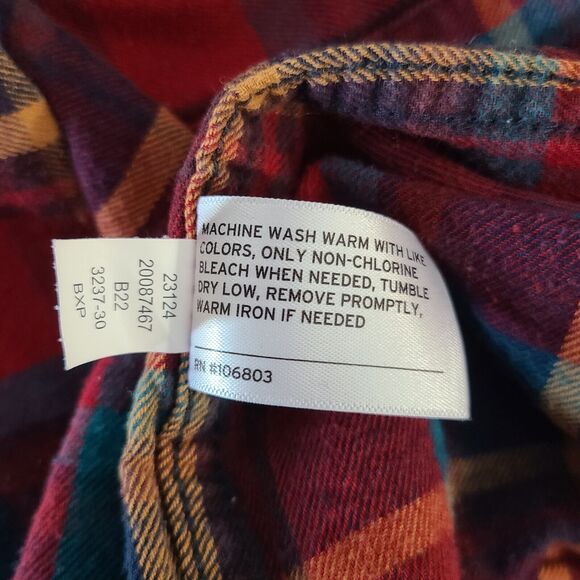 MACHINE WASH WARM WITH LIKE
COLORS, ONLY NON-CHLORINE
BLEACH WHEN NEEDED, TUMBLE
DRY LOW, REMOVE PROMPTLY,
WARM IRON IF NEEDED
RN #106803
23124
20087467
B22
3237-30
BXP